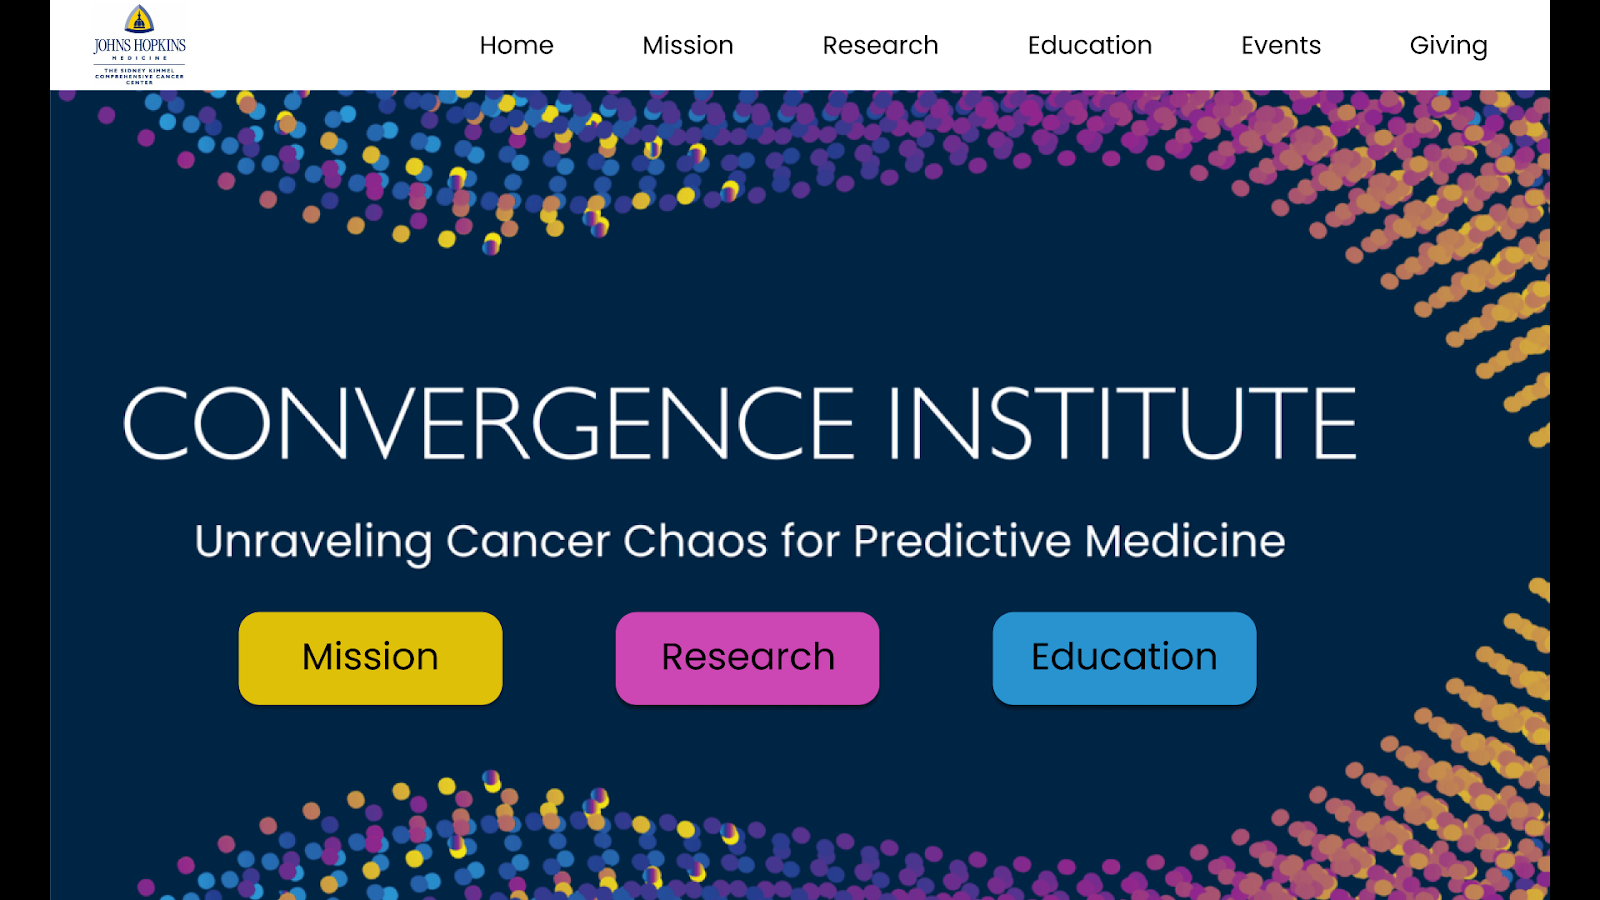 JOHNS HOPKINS
MEDICINE
THE SIDNEY KIMMEL
COMPREHENSIVE CANCER
CENTER
Home Mission Research Education Events Giving
CONVERGENCE INSTITUTE
Unraveling Cancer Chaos for Predictive Medicine
Mission Research Education